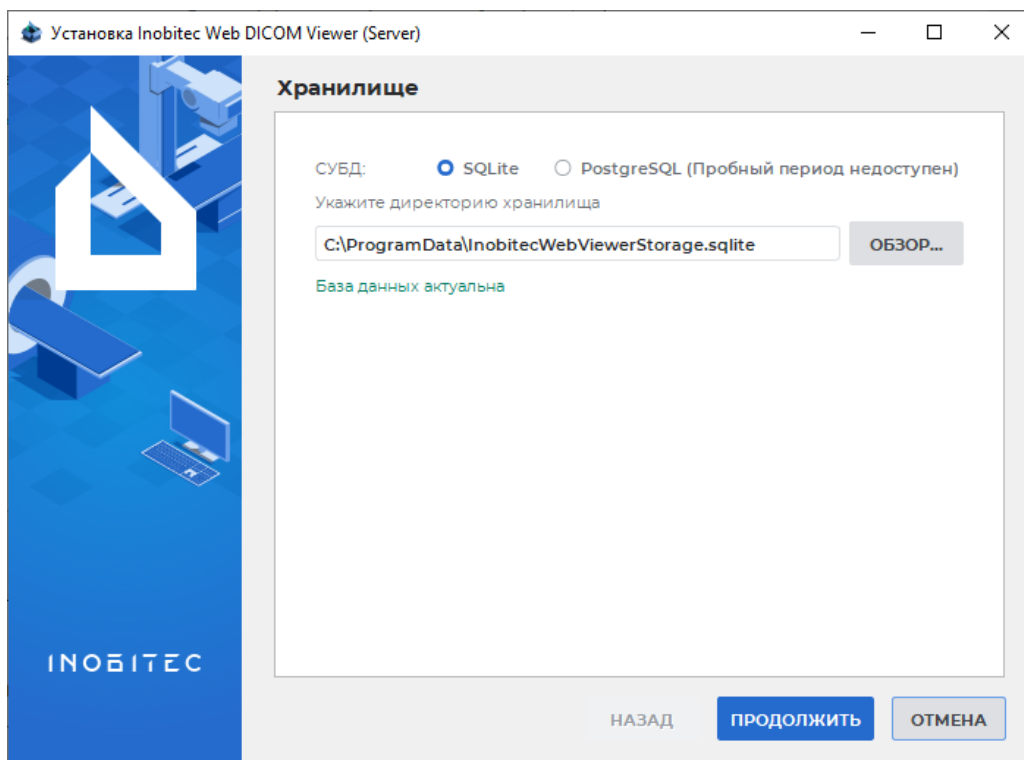 Установка Inobitec Web DICOM Viewer (Server)
Хранилище
СУБД: SQLite PostgreSQL (Пробный период недоступен)
Укажите директорию хранилища
C:\ProgramData\InobitecWebViewerStorage.sqlite ОБЗОР...
База данных актуальна
INOBITEC
НАЗАД ПРОДОЛЖИТЬ ОТМЕНА